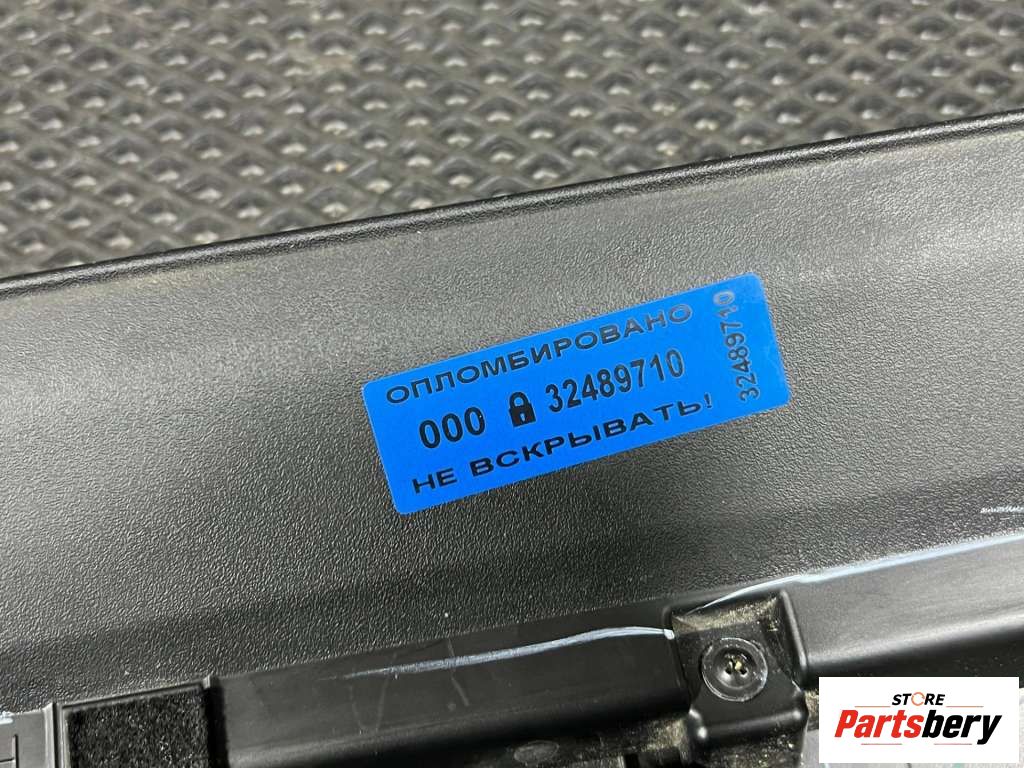 ОПЛОМБИРОВАНО
000 32489710
НЕ ВСКРЫВАТЬ!
32489710
STORE
Partsbery